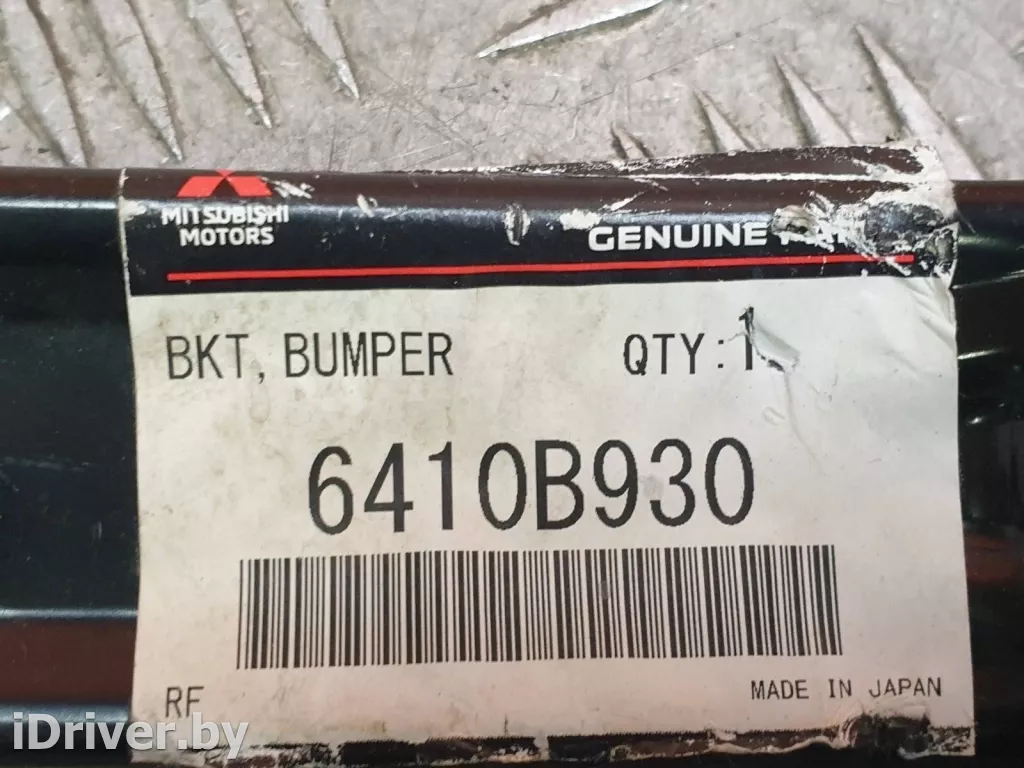 MITSUBISHI
MOTORS
GENUINE
BKT, BUMPER QTY:1
6410B930
RF MADE IN JAPAN
iDriver.by